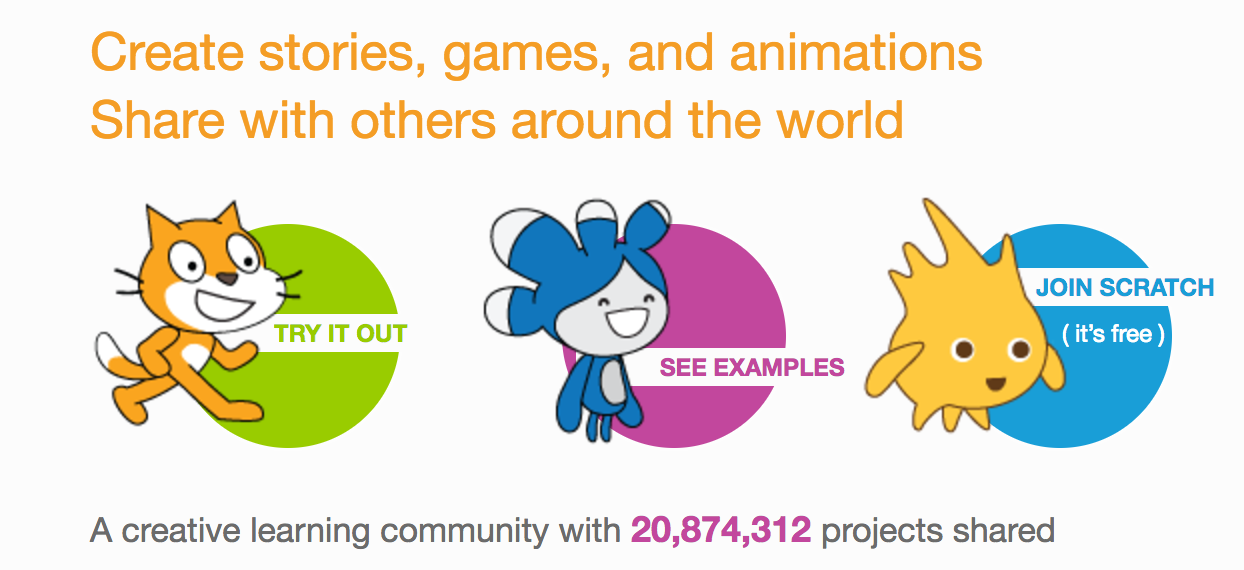 Create stories, games, and animations
Share with others around the world
TRY IT OUT
SEE EXAMPLES
JOIN SCRATCH
( it's free )
A creative learning community with 20,874,312 projects shared